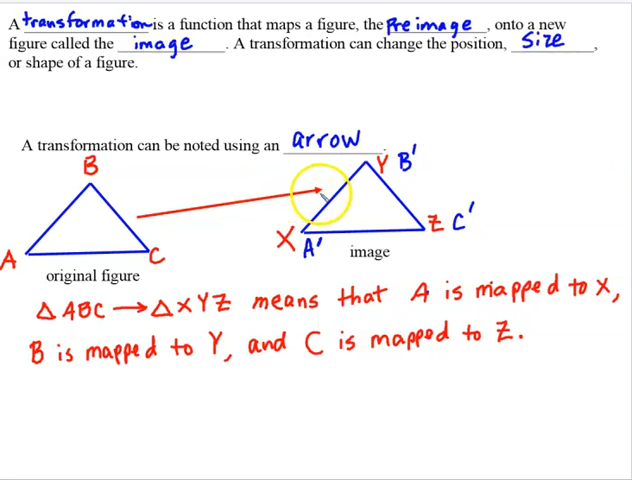 A transformation is a function that maps a figure, the Preimage, onto a new
figure called the image. A transformation can change the position, size,
or shape of a figure.
A transformation can be noted using an arrow.
B
Y B'
A
C
X
A'
Z C'
original figure
image
△ABC → △XYZ means that A is mapped to X,
B is mapped to Y, and C is mapped to Z.